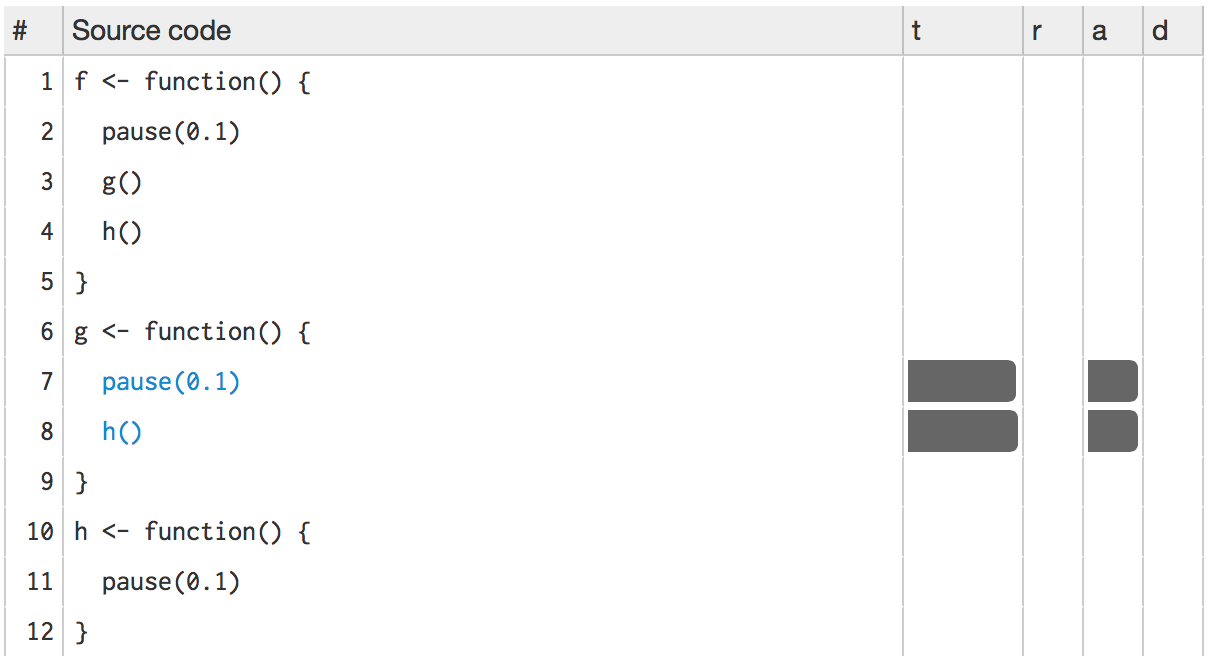 # Source code t r a d
1 f <- function() {
2   pause(0.1)
3   g()
4   h()
5 }
6 g <- function() {
7   pause(0.1)
8   h()
9 }
10 h <- function() {
11   pause(0.1)
12 }